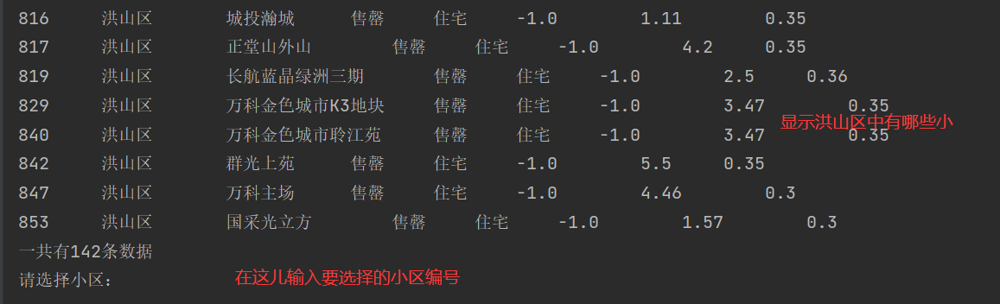 816 洪山区 城投瀚城 售罄 住宅 -1.0 1.11 0.35
817 洪山区 正堂山外山 售罄 住宅 -1.0 4.2 0.35
819 洪山区 长航蓝晶绿洲三期 售罄 住宅 -1.0 2.5 0.36
829 洪山区 万科金色城市K3地块 售罄 住宅 -1.0 3.47 0.35
显示洪山区中有哪些小
840 洪山区 万科金色城市聆江苑 售罄 住宅 -1.0 3.47 0.35
842 洪山区 群光上苑 售罄 住宅 -1.0 5.5 0.35
847 洪山区 万科主场 售罄 住宅 -1.0 4.46 0.3
853 洪山区 国采光立方 售罄 住宅 -1.0 1.57 0.3
一共有142条数据
请选择小区: 在这儿输入要选择的小区编号